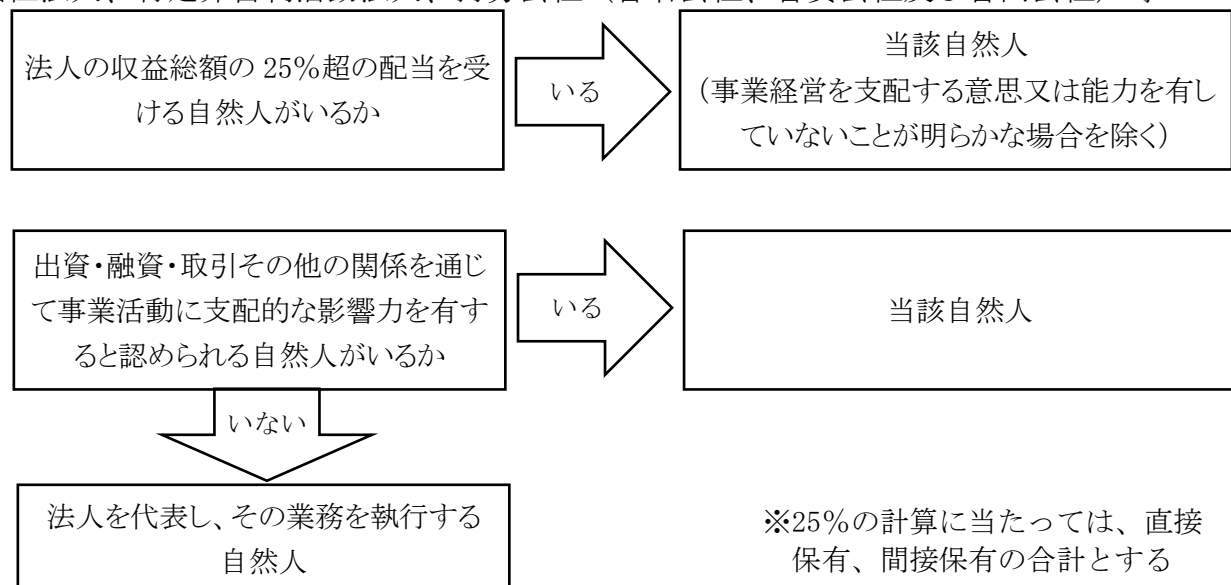 法人の収益総額の 25%超の配当を受
ける自然人がいるか
いる
当該自然人
（事業経営を支配する意思又は能力を有し
ていないことが明らかな場合を除く）
出資・融資・取引その他の関係を通じ
て事業活動に支配的な影響力を有す
ると認められる自然人がいるか
いる
当該自然人
いない
法人を代表し、その業務を執行する
自然人
※25%の計算に当たっては、直接
保有、間接保有の合計とする